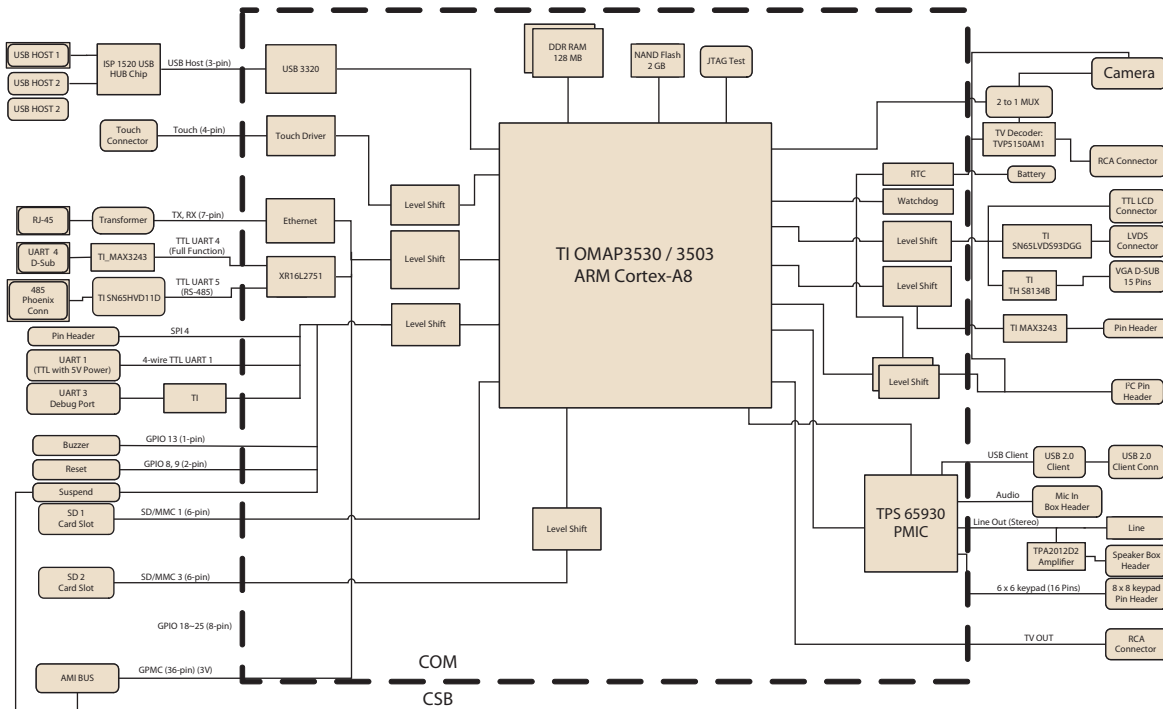 USB HOST 1
USB HOST 2
USB HOST 2
ISP 1520 USB
HUB Chip
USB Host (3-pin)
USB 3320
DDR RAM
128 MB
NAND Flash
2 GB
JTAG Test
Camera
2 to 1 MUX
TV Decoder:
TVP5150AM1
RCA Connector
Touch
Connector
Touch (4-pin)
Touch Driver
Level Shift
RTC
Battery
Watchdog
TTL LCD
Connector
RJ-45
Transformer
TX, RX (7-pin)
Ethernet
TI OMAP3530 / 3503
ARM Cortex-A8
Level Shift
TI
SN65LVDS93DGG
LVDS
Connector
UART 4
D-Sub
TI_MAX3243
TTL UART 4
(Full Function)
XR16L2751
Level Shift
Level Shift
TI
TH S8134B
VGA D-SUB
15 Pins
485
Phoenix
Conn
TI SN65HVD11D
TTL UART 5
(RS-485)
Level Shift
TI MAX3243
Pin Header
Pin Header
SPI 4
UART 1
(TTL with 5V Power)
4-wire TTL UART 1
UART 3
Debug Port
TI
Level Shift
I²C Pin
Header
Buzzer
GPIO 13 (1-pin)
Reset
GPIO 8, 9 (2-pin)
Suspend
USB Client
USB 2.0
Client
USB 2.0
Client Conn
Audio
Mic In
Box Header
SD 1
Card Slot
SD/MMC 1 (6-pin)
Level Shift
TPS 65930
PMIC
Line Out (Stereo)
Line
TPA2012D2
Amplifier
Speaker Box
Header
SD 2
Card Slot
SD/MMC 3 (6-pin)
6 x 6 keypad (16 Pins)
8 x 8 keypad
Pin Header
GPIO 18~25 (8-pin)
TV OUT
RCA
Connector
AMI BUS
GPMC (36-pin) (3V)
COM
CSB